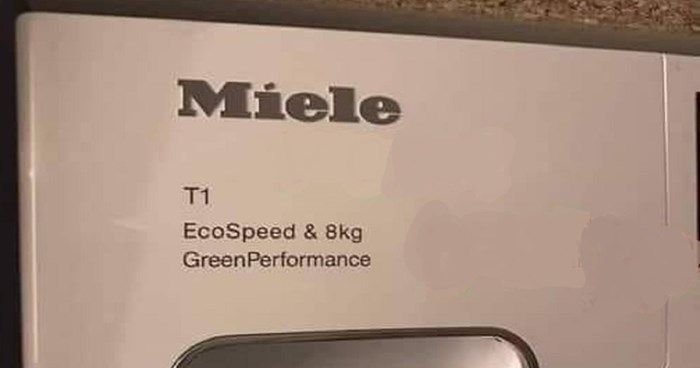 Miele
T1
EcoSpeed & 8kg
GreenPerformance